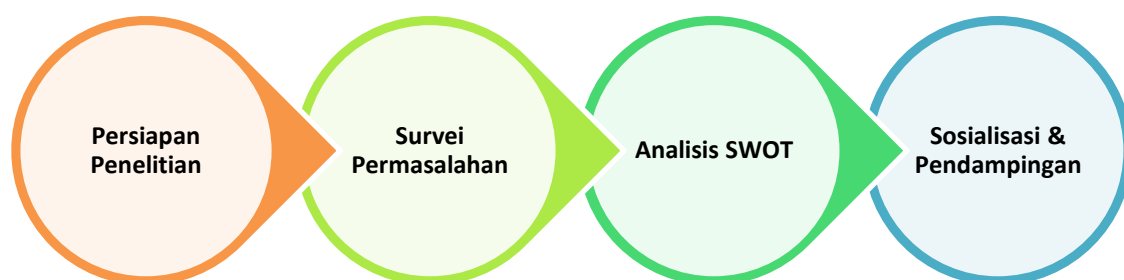 Persiapan
Penelitian
Survei
Permasalahan
Analisis SWOT
Sosialisasi &
Pendampingan